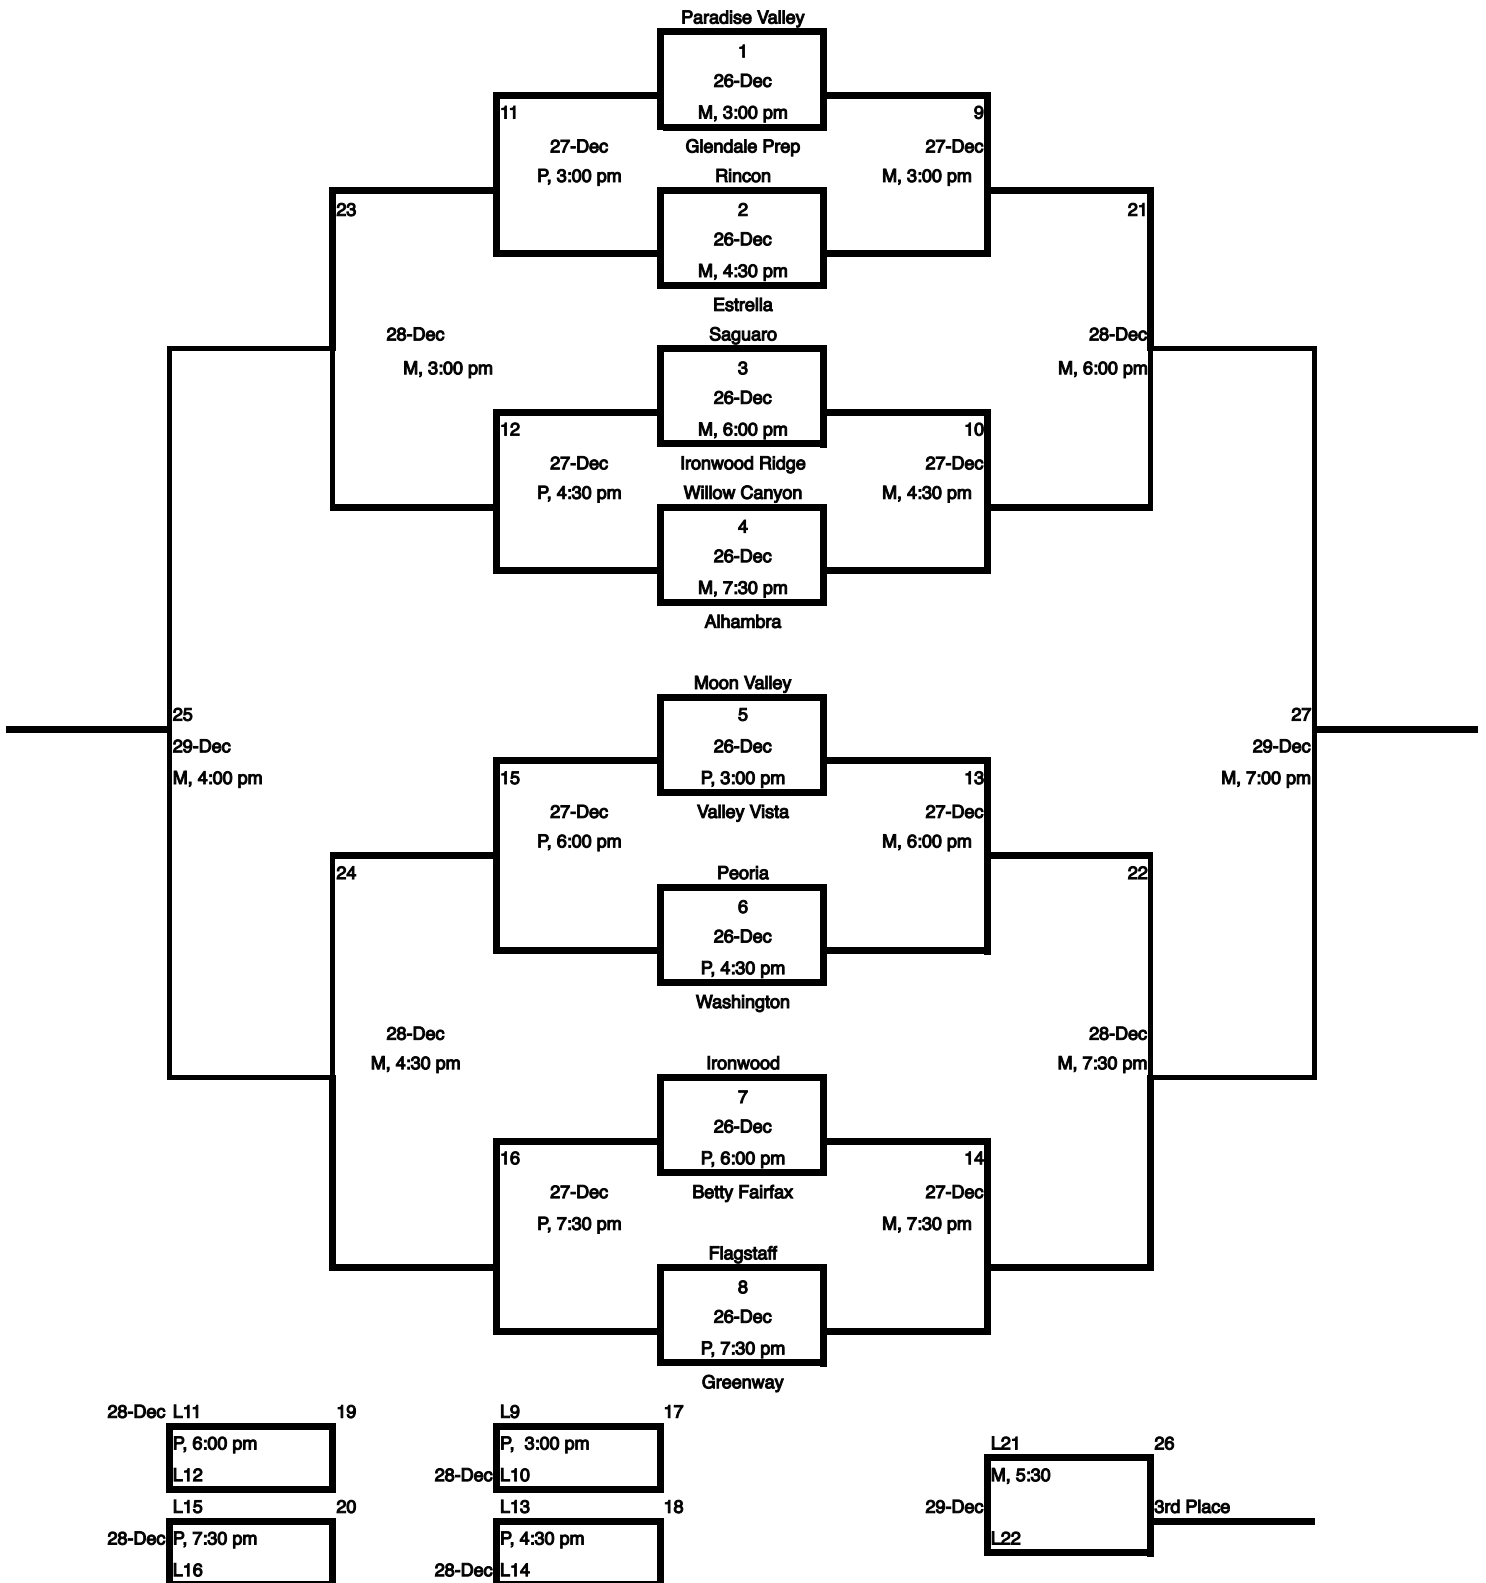 Paradise Valley
1
26-Dec
M, 3:00 pm
11
9
27-Dec
Glendale Prep
27-Dec
P, 3:00 pm
Rincon
M, 3:00 pm
23
2
21
26-Dec
M, 4:30 pm
Estrella
28-Dec
Saguaro
28-Dec
M, 3:00 pm
3
M, 6:00 pm
26-Dec
12
M, 6:00 pm
10
27-Dec
Ironwood Ridge
27-Dec
P, 4:30 pm
Willow Canyon
M, 4:30 pm
4
26-Dec
M, 7:30 pm
Alhambra
Moon Valley
25
5
27
29-Dec
26-Dec
29-Dec
M, 4:00 pm
15
P, 3:00 pm
13
M, 7:00 pm
27-Dec
Valley Vista
27-Dec
P, 6:00 pm
M, 6:00 pm
24
Peoria
22
6
26-Dec
P, 4:30 pm
Washington
28-Dec
28-Dec
M, 4:30 pm
Ironwood
M, 7:30 pm
7
26-Dec
16
P, 6:00 pm
14
27-Dec
Betty Fairfax
27-Dec
P, 7:30 pm
M, 7:30 pm
Flagstaff
8
26-Dec
P, 7:30 pm
Greenway
28-Dec L11 19
P, 6:00 pm
L12
L15 20
28-Dec P, 7:30 pm
L16
L9 17
P, 3:00 pm
28-Dec L10
L13 18
P, 4:30 pm
28-Dec L14
L21 26
M, 5:30
29-Dec 3rd Place
L22